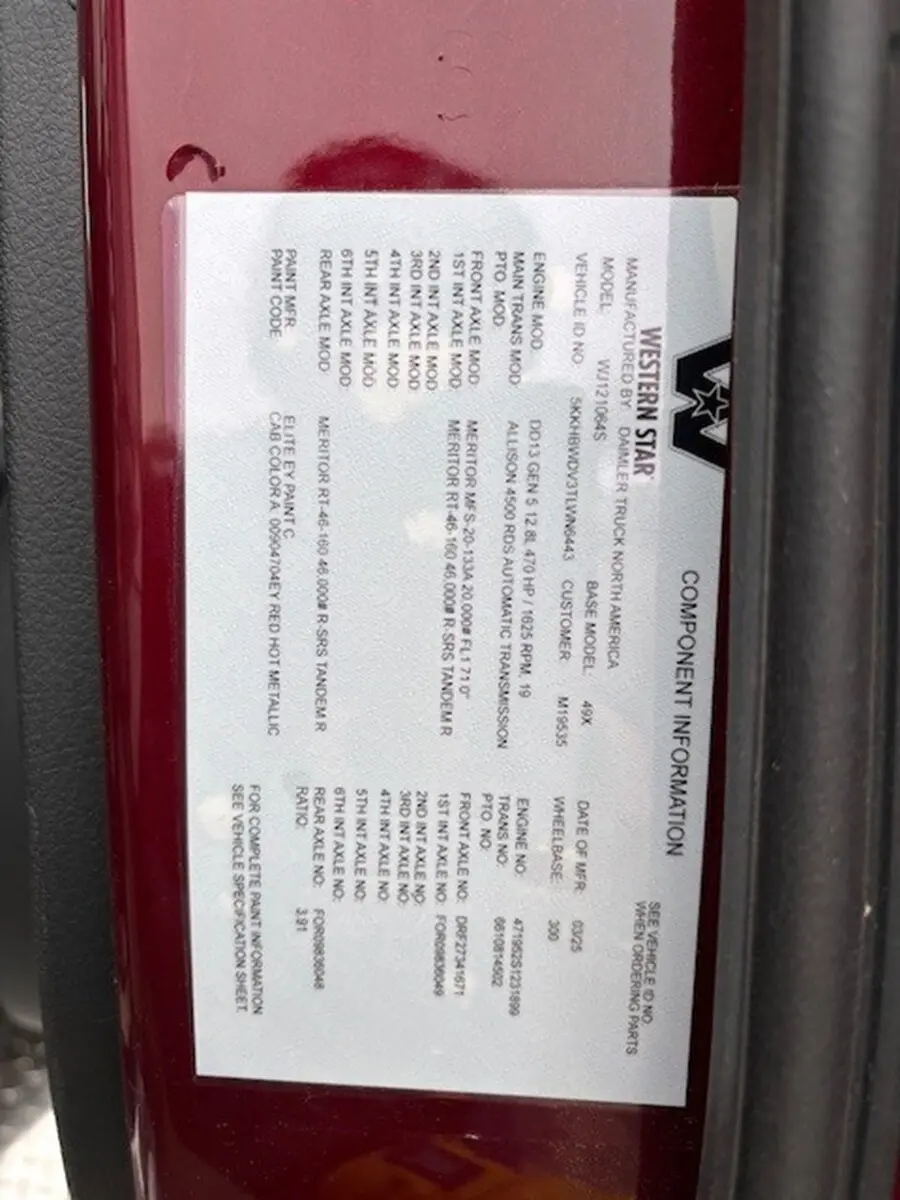 WESTERN STAR
COMPONENT INFORMATION
SEE VEHICLE ID NO.
WHEN ORDERING PARTS
MANUFACTURED BY DAIMLER TRUCK NORTH AMERICA
MODEL: WJ121064S BASE MODEL: 49X DATE OF MFR: 03/25
VEHICLE ID NO: 5KKHBWDV3TLWN6443 CUSTOMER: M19535 WHEELBASE: 300
ENGINE MOD: DD13 GEN 5 12.8L 470 HP / 1625 RPM, 19 ENGINE NO: 471992S1231899
MAIN TRANS MOD: ALLISON 4500 RDS AUTOMATIC TRANSMISSION TRANS NO: 6610814502
PTO MOD: PTO NO:
FRONT AXLE MOD: MERITOR MFS-20-133A 20,000# FL1 71.0" FRONT AXLE NO: DRF27341671
1ST INT AXLE MOD: MERITOR RT-46-160 46,000# R-SRS TANDEM R 1ST INT AXLE NO: FOR09836049
2ND INT AXLE MOD: 2ND INT AXLE NO:
3RD INT AXLE MOD: 3RD INT AXLE NO:
4TH INT AXLE MOD: 4TH INT AXLE NO:
5TH INT AXLE MOD: 5TH INT AXLE NO:
6TH INT AXLE MOD: 6TH INT AXLE NO:
REAR AXLE MOD: MERITOR RT-46-160 46,000# R-SRS TANDEM R REAR AXLE NO: FOR09836048
RATIO: 3.91
PAINT MFR: ELITE EY PAINT C
PAINT CODE: CAB COLOR A: 00904704EY RED HOT METALLIC
FOR COMPLETE PAINT INFORMATION
SEE VEHICLE SPECIFICATION SHEET.